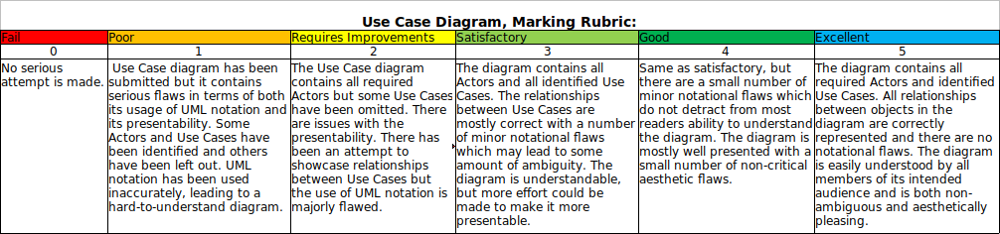 Use Case Diagram, Marking Rubric:
Fail
Poor
Requires Improvements
Satisfactory
Good
Excellent
0
1
2
3
4
5
No serious
attempt is made.
Use Case diagram has been
submitted but it contains
serious flaws in terms of both
its usage of UML notation and
its presentability. Some
Actors and Use Cases have
been identified and others
have been left out. UML
notation has been used
inaccurately, leading to a
hard-to-understand diagram.
The Use Case diagram
contains all required
Actors but some Use Cases
have been omitted. There
are issues with the
presentability. There has
been an attempt to
showcase relationships
between Use Cases but
the use of UML notation is
majorly flawed.
The diagram contains all
Actors and all identified Use
Cases. The relationships
between Use Cases are
mostly correct with a number
of minor notational flaws
which may lead to some
amount of ambiguity. The
diagram is understandable,
but more effort could be
made to make it more
presentable.
Same as satisfactory, but
there are a small number of
minor notational flaws which
do not detract from most
readers ability to understand
the diagram. The diagram is
mostly well presented with a
small number of non-critical
aesthetic flaws.
The diagram contains all
required Actors and identified
Use Cases. All relationships
between objects in the
diagram are correctly
represented and there are no
notational flaws. The diagram
is easily understood by all
members of its intended
audience and is both non-
ambiguous and aesthetically
pleasing.